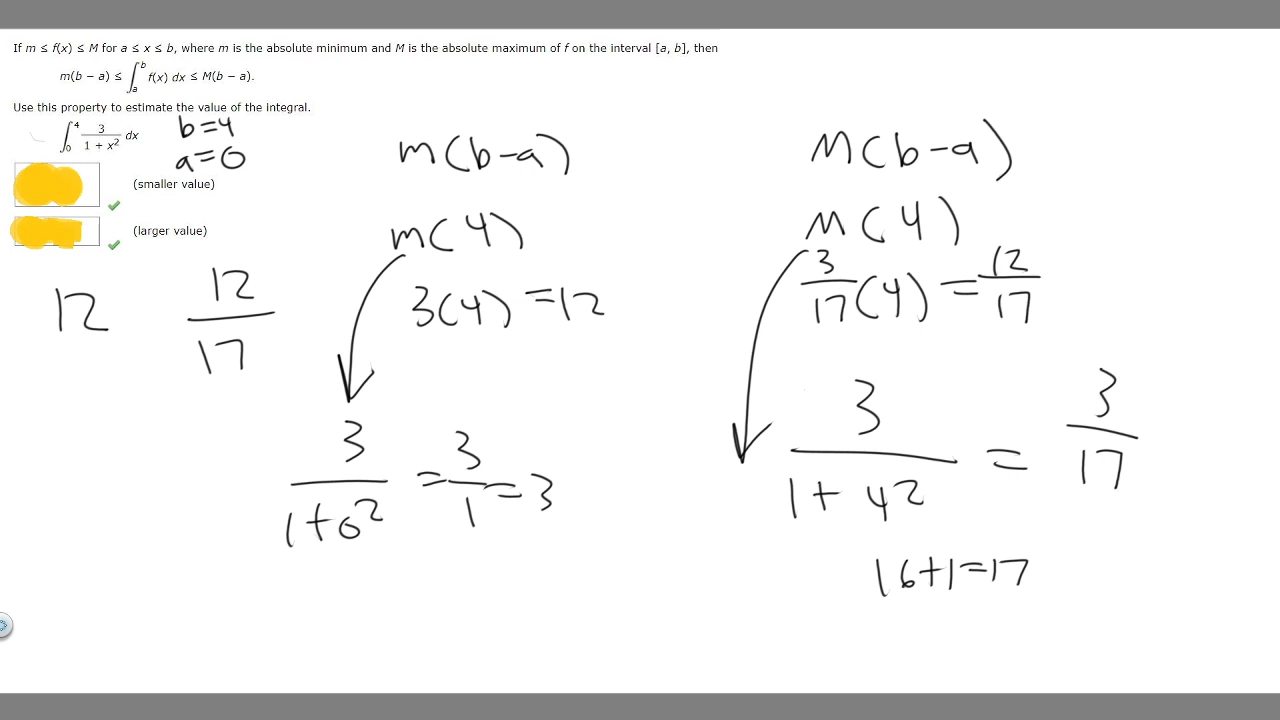 If m ≤ f(x) ≤ M for a ≤ x ≤ b, where m is the absolute minimum and M is the absolute maximum of f on the interval [a, b], then
m(b − a) ≤ ∫_a^b f(x) dx ≤ M(b − a).
Use this property to estimate the value of the integral.
∫_0^4 3/(1 + x²) dx
b=4
a=0
(smaller value)
(larger value)
12
12/17
m(b-a)
m(4)
3(4)=12
3/(1+0²) = 3/1 = 3
M(b-a)
M(4)
3/17(4) = 12/17
3/(1+4²) = 3/17
16+1=17